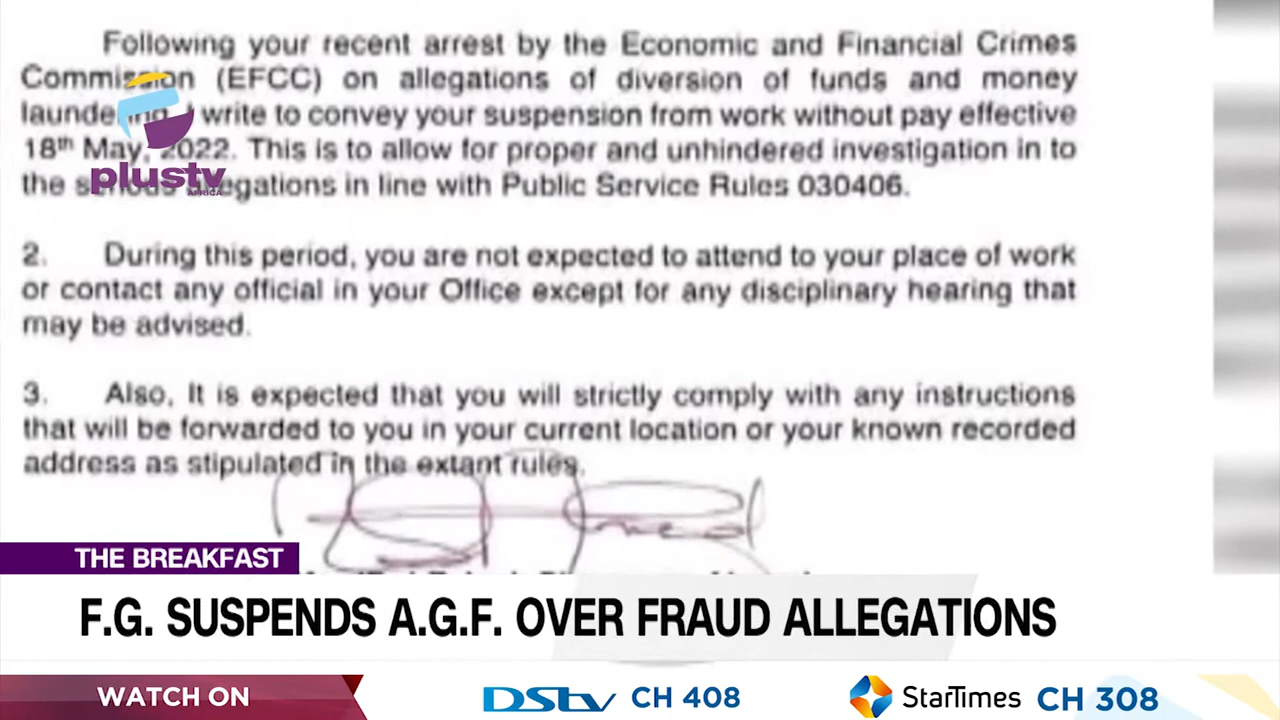 Following your recent arrest by the Economic and Financial Crimes
Commission (EFCC) on allegations of diversion of funds and money
laundering, I write to convey your suspension from work without pay effective
18th May, 2022. This is to allow for proper and unhindered investigation in to
the serious allegations in line with Public Service Rules 030406.
plustv
AFRICA
2. During this period, you are not expected to attend to your place of work
or contact any official in your Office except for any disciplinary hearing that
may be advised.
3. Also, It is expected that you will strictly comply with any instructions
that will be forwarded to you in your current location or your known recorded
address as stipulated in the extant rules.
THE BREAKFAST
F.G. SUSPENDS A.G.F. OVER FRAUD ALLEGATIONS
WATCH ON DStv CH 408 StarTimes CH 308